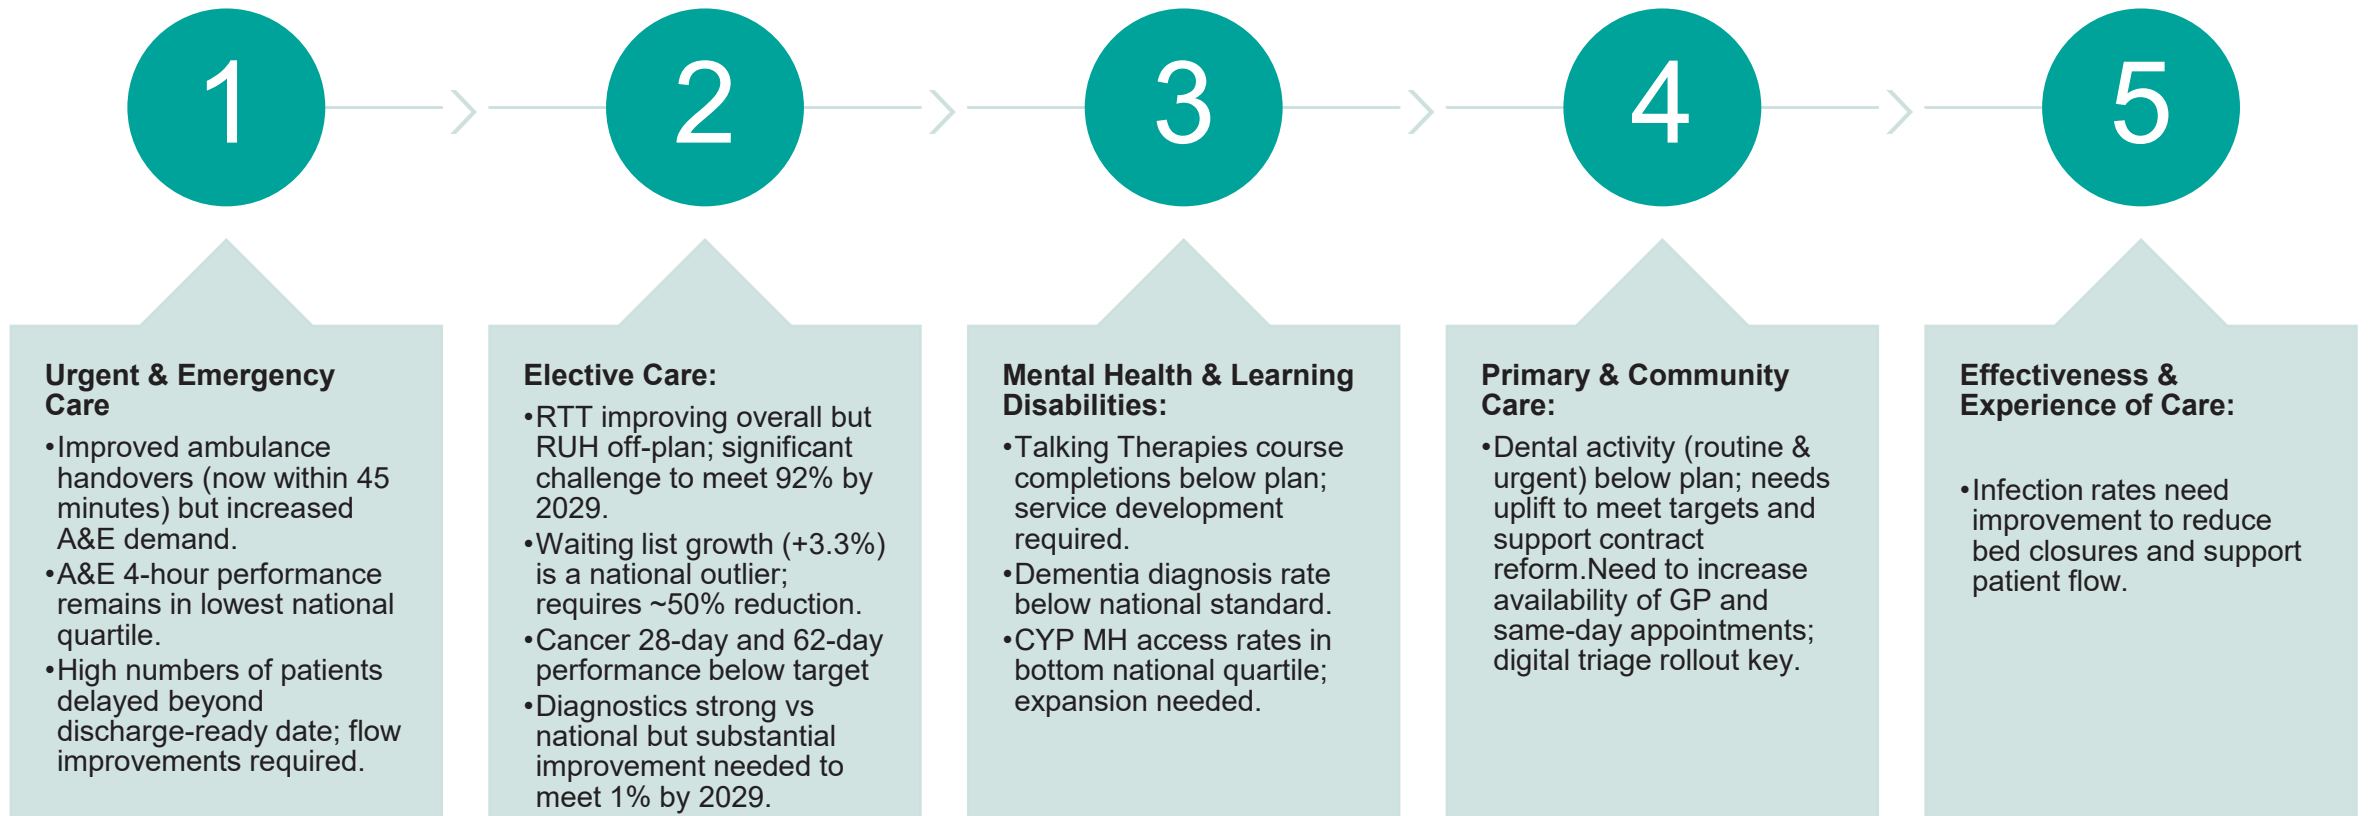 1
2
3
4
5
Urgent & Emergency
Care
•Improved ambulance
handovers (now within 45
minutes) but increased
A&E demand.
•A&E 4-hour performance
remains in lowest national
quartile.
•High numbers of patients
delayed beyond
discharge-ready date; flow
improvements required.
Elective Care:
•RTT improving overall but
RUH off-plan; significant
challenge to meet 92% by
2029.
•Waiting list growth (+3.3%)
is a national outlier;
requires ~50% reduction.
•Cancer 28-day and 62-day
performance below target
•Diagnostics strong vs
national but substantial
improvement needed to
meet 1% by 2029.
Mental Health & Learning
Disabilities:
•Talking Therapies course
completions below plan;
service development
required.
•Dementia diagnosis rate
below national standard.
•CYP MH access rates in
bottom national quartile;
expansion needed.
Primary & Community
Care:
•Dental activity (routine &
urgent) below plan; needs
uplift to meet targets and
support contract
reform.Need to increase
availability of GP and
same-day appointments;
digital triage rollout key.
Effectiveness &
Experience of Care:
•Infection rates need
improvement to reduce
bed closures and support
patient flow.